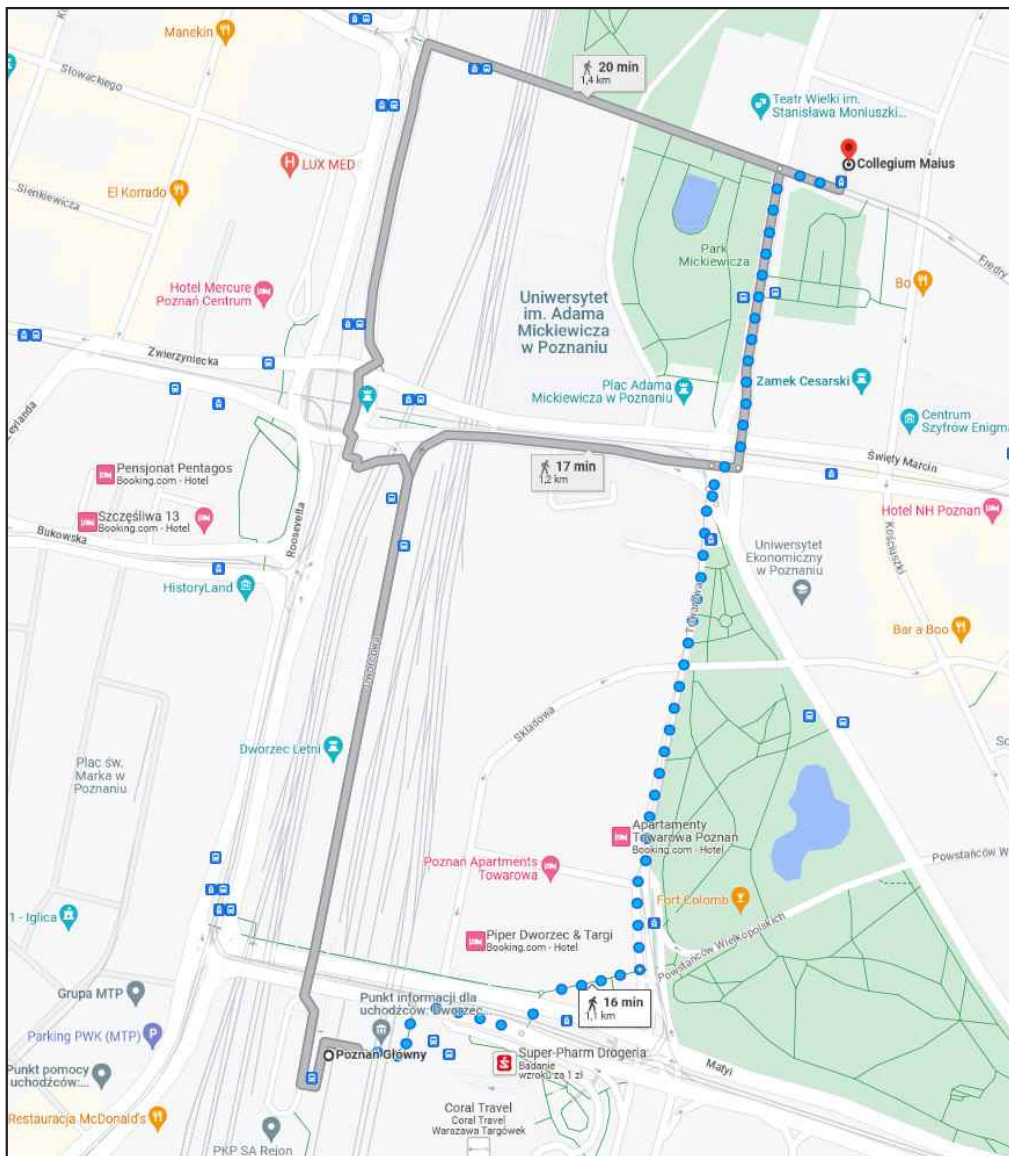 Manekin
Słowackiego
20 min
1,4 km
Teatr Wielki im.
Stanisława Moniuszki...
LUX MED
Collegium Maius
El Korrado
Sienkiewicza
Park
Mickiewicza
Fredry
Hotel Mercure
Poznań Centrum
Bo
Uniwersytet
im. Adama
Mickiewicza
w Poznaniu
Zwierzyniecka
Plac Adama
Mickiewicza w Poznaniu
Zamek Cesarski
Zeylanda
Centrum
Szyfrów Enigma
Święty Marcin
17 min
1,2 km
Pensjonat Pentagos
Booking.com - Hotel
Szczęśliwa 13
Booking.com - Hotel
Hotel NH Poznań
Bukowska
Roosevelta
Kościuszki
Uniwersytet
Ekonomiczny
w Poznaniu
HistoryLand
Towarowa
Bar a Boo
Dworcowa
Składowa
Dworzec Letni
Plac św.
Marka w
Poznaniu
Apartamenty
Towarowa Poznan
Booking.com - Hotel
Powstańców W
Poznań Apartments
Towarowa
Fort Colomb
1 - Iglica
Piper Dworzec & Targi
Booking.com - Hotel
Powstańców Wielkopolskich
Grupa MTP
Punkt informacji dla
uchodźców: Dworzec...
16 min
1,1 km
Parking PWK (MTP)
Poznań Główny
Super-Pharm Drogeria
Badanie
wzroku za 1 zł
Matyi
Punkt pomocy
uchodźców:...
Coral Travel
Coral Travel
Warszawa Targówek
Restauracja McDonald's
PKP SA Rejon